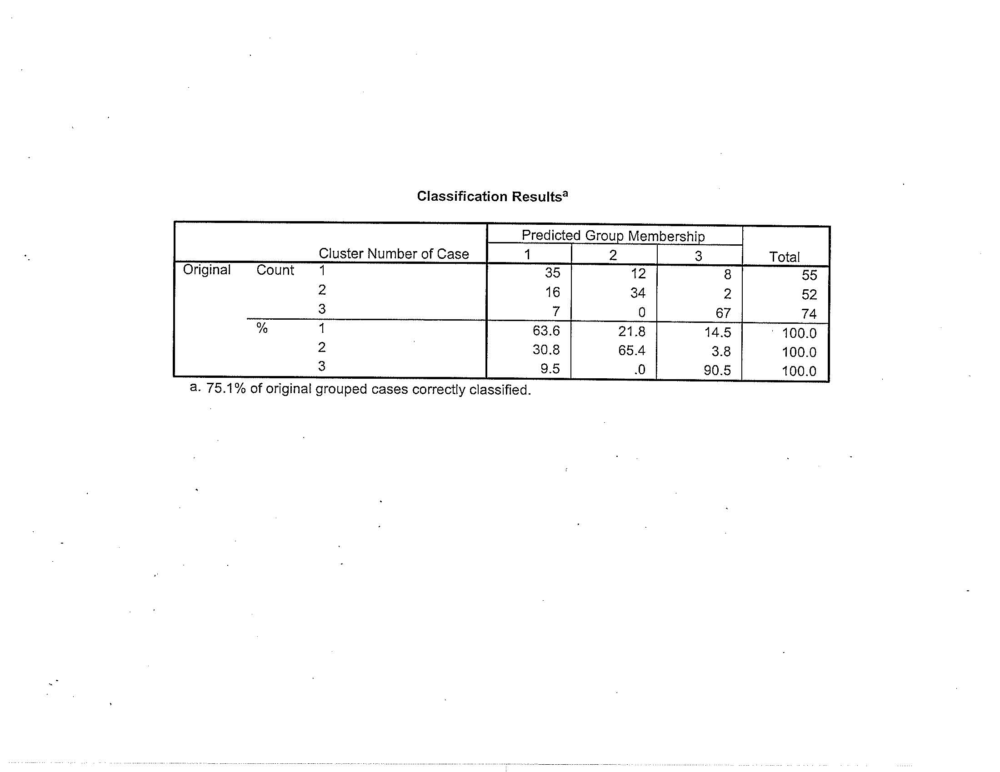 Classification Resultsa
Predicted Group Membership
Cluster Number of Case 1 2 3 Total
Original Count 1 35 12 8 55
2 16 34 2 52
3 7 0 67 74
% 1 63.6 21.8 14.5 100.0
2 30.8 65.4 3.8 100.0
3 9.5 .0 90.5 100.0
a. 75.1% of original grouped cases correctly classified.